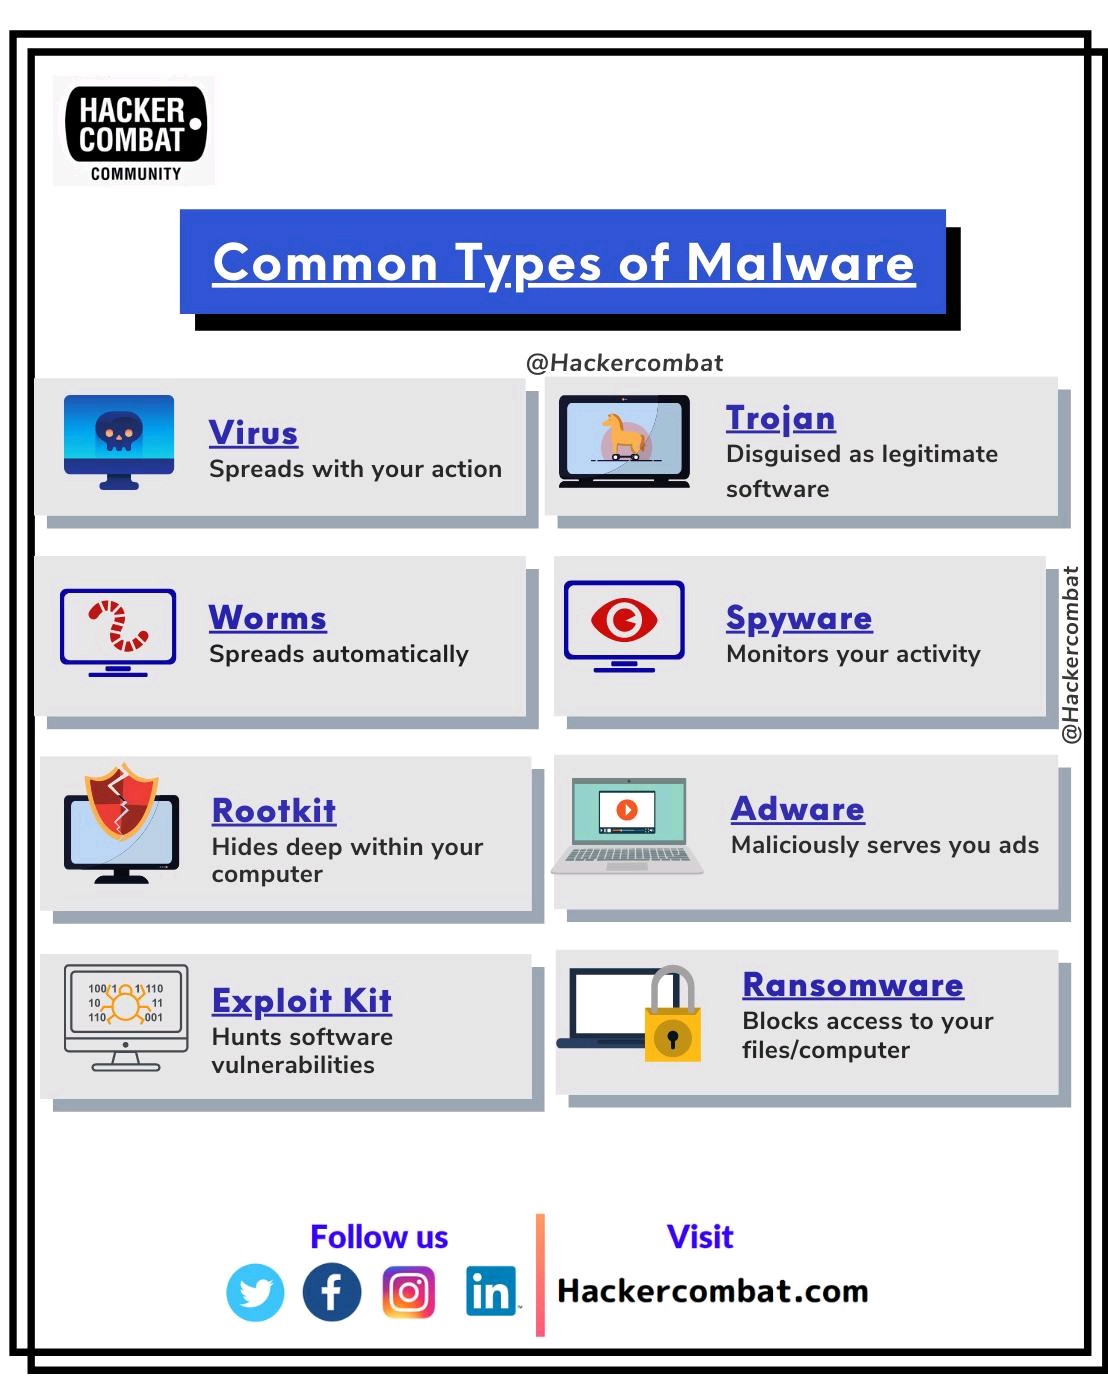 HACKER
COMBAT
COMMUNITY
Common Types of Malware
@Hackercombat
Virus
Spreads with your action
Trojan
Disguised as legitimate
software
Worms
Spreads automatically
Spyware
Monitors your activity
@Hackercombat
Rootkit
Hides deep within your
computer
Adware
Maliciously serves you ads
100 1 1 110
10 11
110 001
Exploit Kit
Hunts software
vulnerabilities
Ransomware
Blocks access to your
files/computer
Follow us
Visit
in
Hackercombat.com